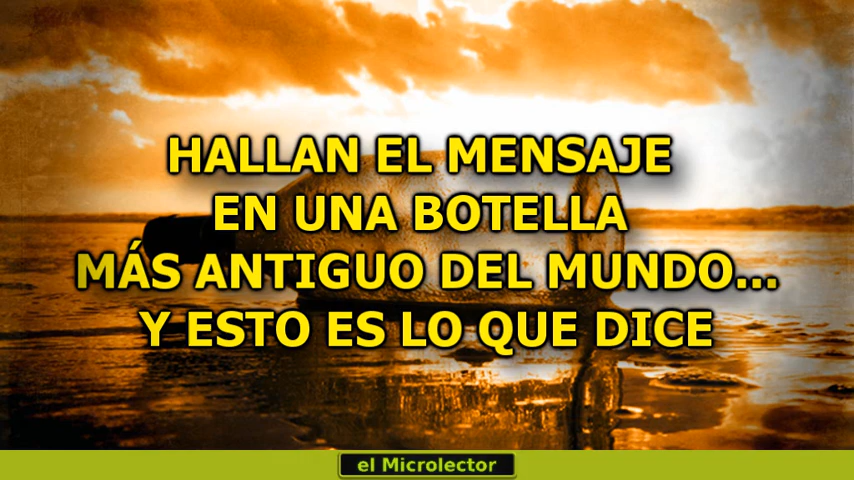 HALLAN EL MENSAJE
EN UNA BOTELLA
MÁS ANTIGUO DEL MUNDO...
Y ESTO ES LO QUE DICE
el Microlector